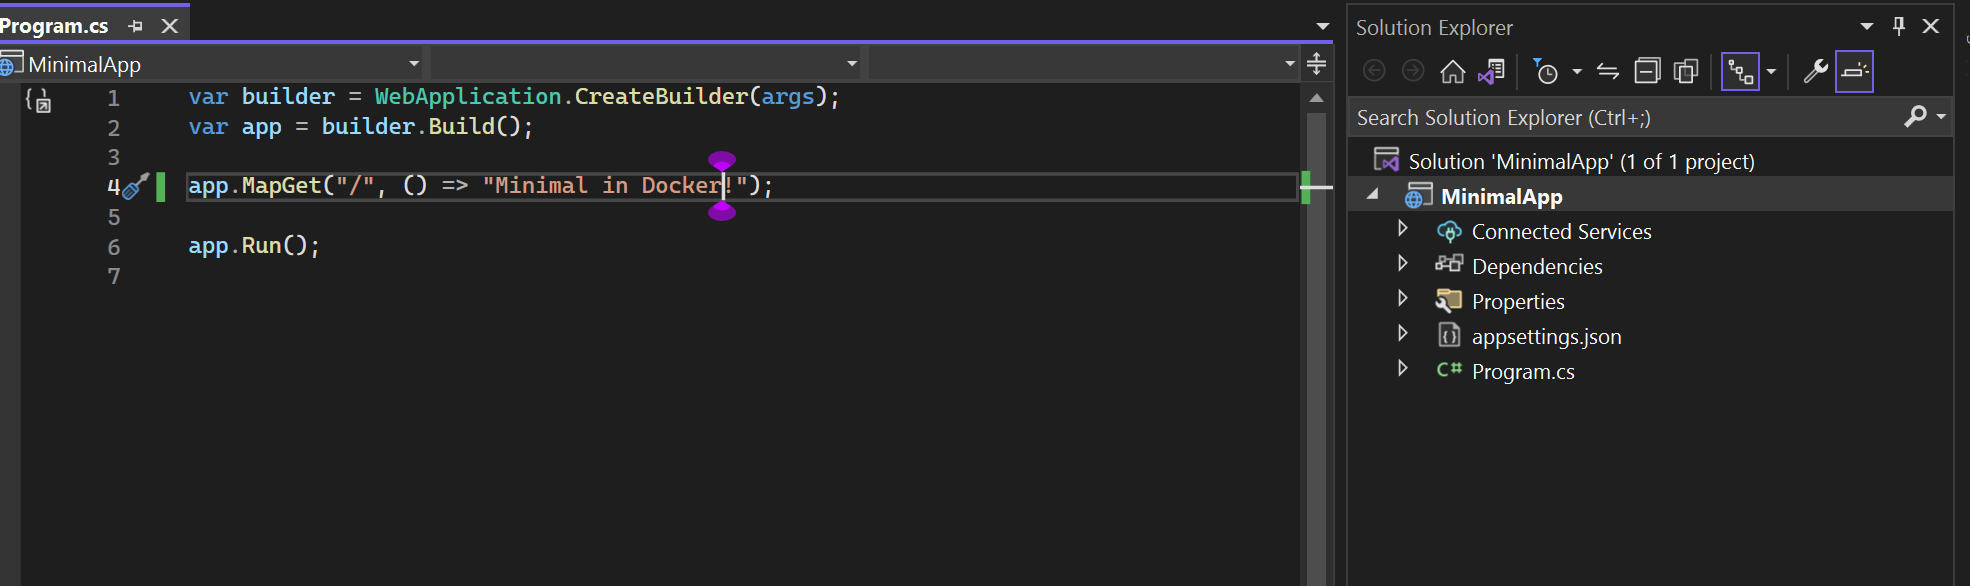 Program.cs
MinimalApp
1 var builder = WebApplication.CreateBuilder(args);
2 var app = builder.Build();
3
4 app.MapGet("/", () => "Minimal in Docker!");
5
6 app.Run();
7
Solution Explorer
Search Solution Explorer (Ctrl+;)
Solution 'MinimalApp' (1 of 1 project)
MinimalApp
Connected Services
Dependencies
Properties
appsettings.json
C# Program.cs